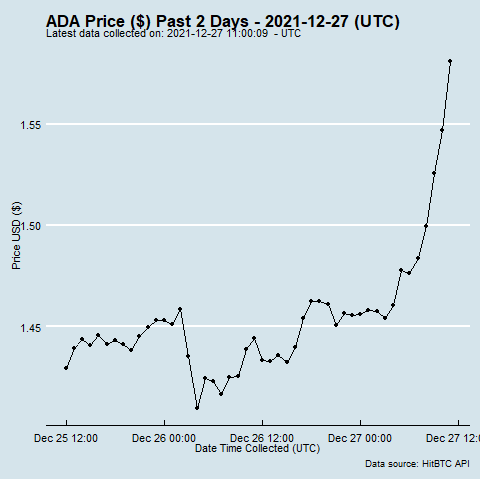 ADA Price ($) Past 2 Days - 2021-12-27 (UTC)
Latest data collected on: 2021-12-27 11:00:09 - UTC
1.55
1.50
1.45
Price USD ($)
Dec 25 12:00 Dec 26 00:00 Dec 26 12:00 Dec 27 00:00 Dec 27 12:0
Date Time Collected (UTC)
Data source: HitBTC API